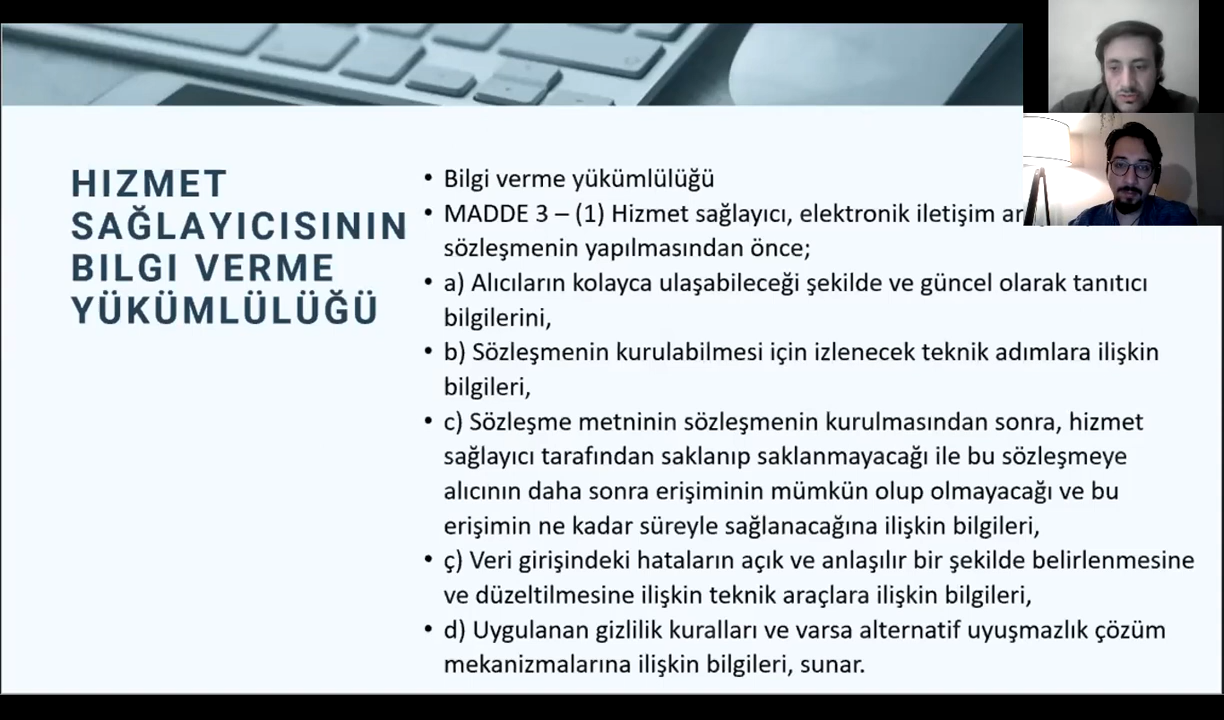 HIZMET
SAĞLAYICISININ
BILGI VERME
YÜKÜMLÜLÜĞÜ
• Bilgi verme yükümlülüğü
• MADDE 3 – (1) Hizmet sağlayıcı, elektronik iletişim
sözleşmenin yapılmasından önce;
• a) Alıcıların kolayca ulaşabileceği şekilde ve güncel olarak tanıtıcı
bilgilerini,
• b) Sözleşmenin kurulabilmesi için izlenecek teknik adımlara ilişkin
bilgileri,
• c) Sözleşme metninin sözleşmenin kurulmasından sonra, hizmet
sağlayıcı tarafından saklanıp saklanmayacağı ile bu sözleşmeye
alıcının daha sonra erişiminin mümkün olup olmayacağı ve bu
erişimin ne kadar süreyle sağlanacağına ilişkin bilgileri,
• ç) Veri girişindeki hataların açık ve anlaşılır bir şekilde belirlenmesine
ve düzeltilmesine ilişkin teknik araçlara ilişkin bilgileri,
• d) Uygulanan gizlilik kuralları ve varsa alternatif uyuşmazlık çözüm
mekanizmalarına ilişkin bilgileri, sunar.